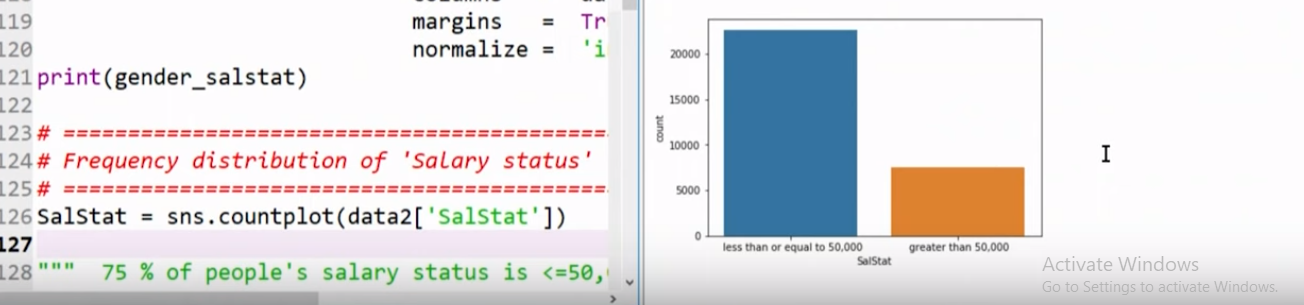 119 margins = Tr
120 normalize = 'i
121 print(gender_salstat)
122
123 # ==========================================
124 # Frequency distribution of 'Salary status'
125 # ==========================================
126 SalStat = sns.countplot(data2['SalStat'])
127
128 """ 75 % of people's salary status is <=50,
20000
15000
10000
5000
0
count
less than or equal to 50,000 greater than 50,000
SalStat
Activate Windows
Go to Settings to activate Windows.